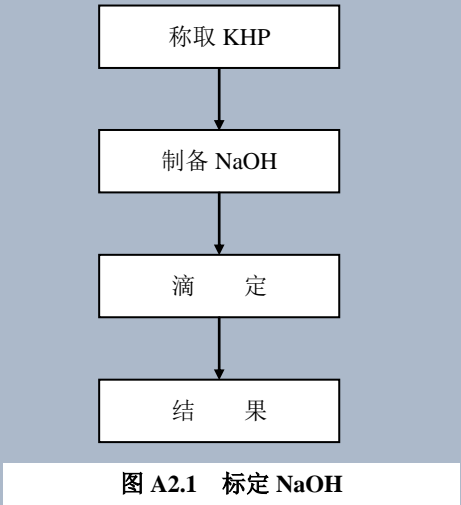 称取 KHP
制备 NaOH
滴 定
结 果
图 A2.1 标定 NaOH